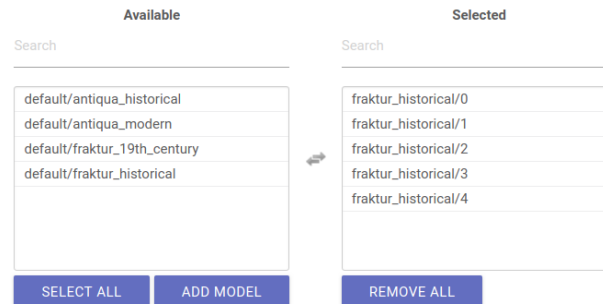 Available
Search
default/antiqua_historical
default/antiqua_modern
default/fraktur_19th_century
default/fraktur_historical
SELECT ALL
ADD MODEL
Selected
Search
fraktur_historical/0
fraktur_historical/1
fraktur_historical/2
fraktur_historical/3
fraktur_historical/4
REMOVE ALL